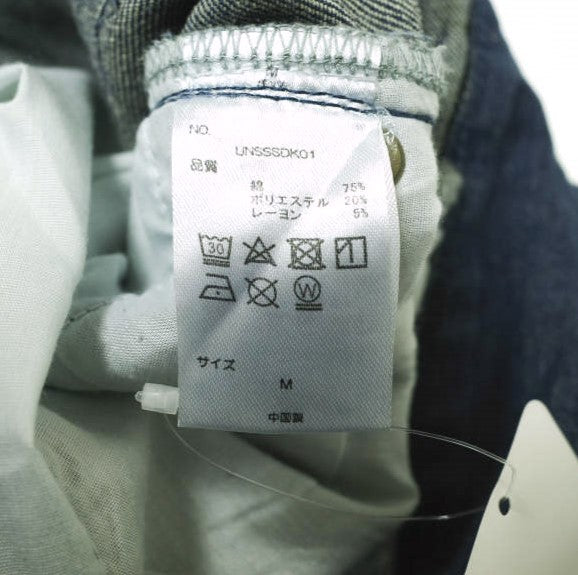 NO.
UNSSSDK01
品質
綿 75%
ポリエステル 20%
レーヨン 5%
30
W
サイズ
M
中国製